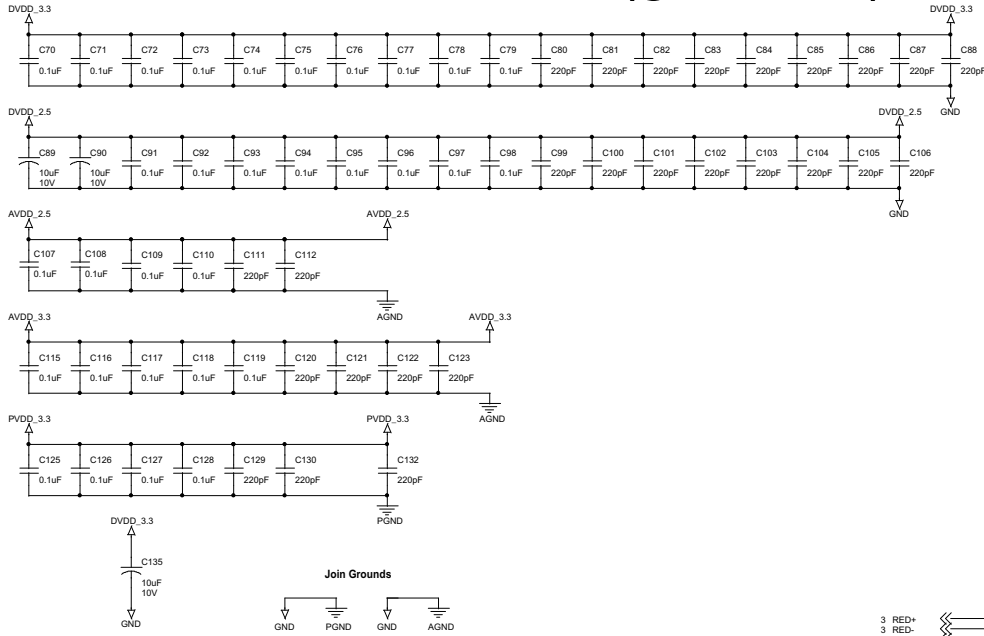 DVDD_3.3 DVDD_3.3
C70 C71 C72 C73 C74 C75 C76 C77 C78 C79 C80 C81 C82 C83 C84 C85 C86 C87 C88
0.1uF 0.1uF 0.1uF 0.1uF 0.1uF 0.1uF 0.1uF 0.1uF 0.1uF 0.1uF 220pF 220pF 220pF 220pF 220pF 220pF 220pF 220pF 220pF
GND
DVDD_2.5 DVDD_2.5
C89 C90 C91 C92 C93 C94 C95 C96 C97 C98 C99 C100 C101 C102 C103 C104 C105 C106
10uF 10uF 0.1uF 0.1uF 0.1uF 0.1uF 0.1uF 0.1uF 0.1uF 0.1uF 220pF 220pF 220pF 220pF 220pF 220pF 220pF 220pF
10V 10V
GND
AVDD_2.5 AVDD_2.5
C107 C108 C109 C110 C111 C112
0.1uF 0.1uF 0.1uF 0.1uF 220pF 220pF
AGND
AVDD_3.3 AVDD_3.3
C115 C116 C117 C118 C119 C120 C121 C122 C123
0.1uF 0.1uF 0.1uF 0.1uF 0.1uF 220pF 220pF 220pF 220pF
AGND
PVDD_3.3 PVDD_3.3
C125 C126 C127 C128 C129 C130 C132
0.1uF 0.1uF 0.1uF 0.1uF 220pF 220pF 220pF
PGND
DVDD_3.3
C135
10uF
10V
GND
Join Grounds
GND PGND GND AGND
3 RED+
3 RED-